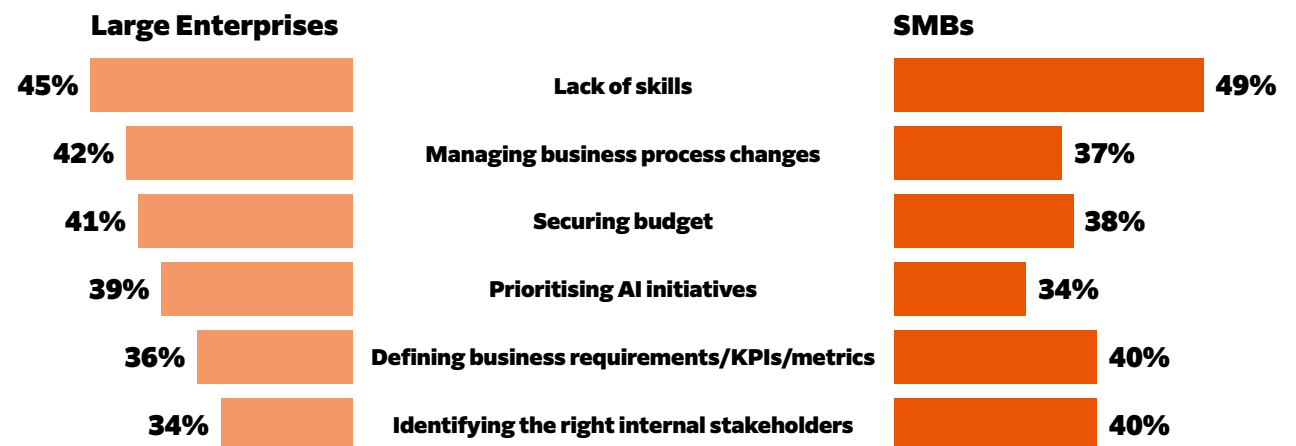 Large Enterprises SMBs
45% Lack of skills 49%
42% Managing business process changes 37%
41% Securing budget 38%
39% Prioritising AI initiatives 34%
36% Defining business requirements/KPIs/metrics 40%
34% Identifying the right internal stakeholders 40%